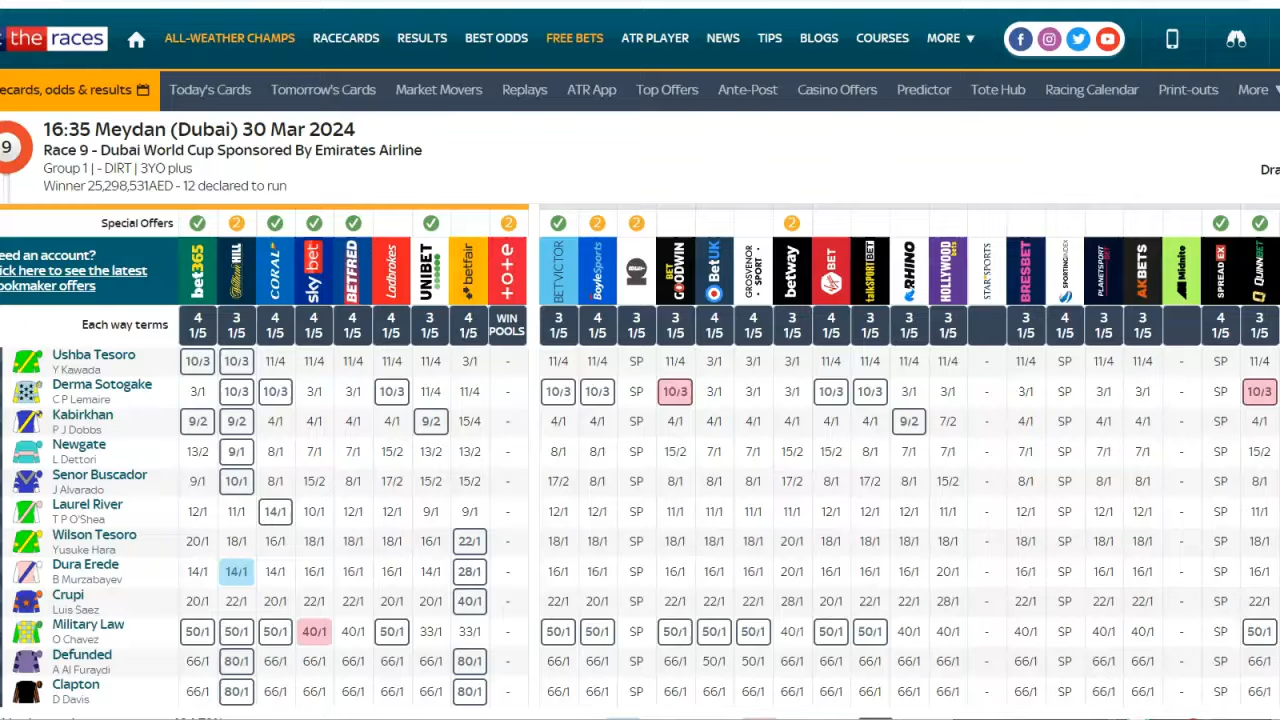 the races
ALL-WEATHER CHAMPS RACECARDS RESULTS BEST ODDS FREE BETS ATR PLAYER NEWS TIPS BLOGS COURSES MORE ▼
ecards, odds & results Today's Cards Tomorrow's Cards Market Movers Replays ATR App Top Offers Ante-Post Casino Offers Predictor Tote Hub Racing Calendar Print-outs More
9
16:35 Meydan (Dubai) 30 Mar 2024
Race 9 - Dubai World Cup Sponsored By Emirates Airline
Group 1 | - DIRT | 3YO plus
Winner 25,298,531AED - 12 declared to run
Dra
Special Offers 2 2 2 2 2
eed an account?
ick here to see the latest
ookmaker offers
bet365 William HILL CORAL sky bet BETFRED Ladbrokes UNIBET betfair tote BETVICTOR BoyleSports BET GOODWIN BetUK GROSVENOR SPORT betway Virgin BET talkSPORT BET RHINO HOLLYWOOD bets STAR SPORTS BRESBET SPORTING INDEX PLANETSPORT BET AK BETS Midnite SPREADEX QUINNBET
Each way terms 4 1/5 3 1/5 4 1/5 4 1/5 4 1/5 4 1/5 4 1/5 4 1/5 WIN POOLS 3 1/5 4 1/5 3 1/5 3 1/5 3 1/5 3 1/5 3 1/5 4 1/5 4 1/5 3 1/5 3 1/5 3 1/5 4 1/5 3 1/5 3 1/5 4 1/5 3 1/5
Ushba Tesoro 10/3 10/3 11/4 11/4 11/4 11/4 11/4 3/1 - 11/4 11/4 SP 11/4 3/1 3/1 3/1 11/4 11/4 11/4 11/4 - 11/4 SP 11/4 11/4 - SP 11/4
Y Kawada
Derma Sotogake 3/1 10/3 10/3 3/1 3/1 10/3 11/4 11/4 - 10/3 10/3 SP 10/3 3/1 3/1 3/1 10/3 10/3 3/1 3/1 - 3/1 SP 3/1 3/1 - SP 10/3
C P Lemaire
Kabirkhan 9/2 9/2 4/1 4/1 4/1 4/1 9/2 15/4 - 4/1 4/1 SP 4/1 4/1 4/1 4/1 4/1 4/1 9/2 7/2 - 4/1 SP 4/1 4/1 - SP 4/1
P J Dobbs
Newgate 13/2 9/1 8/1 7/1 7/1 15/2 13/2 13/2 - 8/1 8/1 SP 15/2 7/1 7/1 15/2 15/2 8/1 7/1 7/1 - 7/1 SP 7/1 7/1 - SP 15/2
L Dettori
Senor Buscador 9/1 10/1 8/1 15/2 8/1 17/2 15/2 15/2 - 17/2 8/1 SP 8/1 8/1 8/1 17/2 8/1 17/2 8/1 15/2 - 8/1 SP 8/1 8/1 - SP 8/1
J Alvarado
Laurel River 12/1 11/1 14/1 10/1 12/1 12/1 9/1 9/1 - 12/1 12/1 SP 11/1 11/1 11/1 11/1 12/1 12/1 12/1 11/1 - 12/1 SP 12/1 12/1 - SP 11/1
T P O'Shea
Wilson Tesoro 20/1 18/1 16/1 18/1 18/1 18/1 16/1 22/1 - 18/1 18/1 SP 18/1 18/1 18/1 20/1 18/1 18/1 18/1 18/1 - 18/1 SP 18/1 18/1 - SP 18/1
Yusuke Hara
Dura Erede 14/1 14/1 14/1 16/1 16/1 16/1 14/1 28/1 - 16/1 16/1 SP 16/1 16/1 16/1 20/1 16/1 16/1 16/1 20/1 - 16/1 SP 16/1 16/1 - SP 16/1
B Murzabayev
Crupi 20/1 22/1 20/1 22/1 22/1 20/1 20/1 40/1 - 22/1 20/1 SP 22/1 22/1 22/1 28/1 20/1 22/1 22/1 28/1 - 22/1 SP 22/1 22/1 - SP 22/1
Luis Saez
Military Law 50/1 50/1 50/1 40/1 40/1 50/1 33/1 33/1 - 50/1 50/1 SP 50/1 50/1 50/1 40/1 50/1 50/1 40/1 40/1 - 40/1 SP 40/1 40/1 - SP 50/1
O Chavez
Defunded 66/1 80/1 66/1 66/1 66/1 66/1 66/1 80/1 - 66/1 66/1 SP 66/1 50/1 50/1 66/1 66/1 66/1 66/1 66/1 - 66/1 SP 66/1 66/1 - SP 66/1
A Al Furaydi
Clapton 66/1 80/1 66/1 66/1 66/1 66/1 66/1 80/1 - 66/1 66/1 SP 66/1 66/1 66/1 66/1 66/1 66/1 66/1 66/1 - 66/1 SP 66/1 66/1 - SP 66/1
D Davis